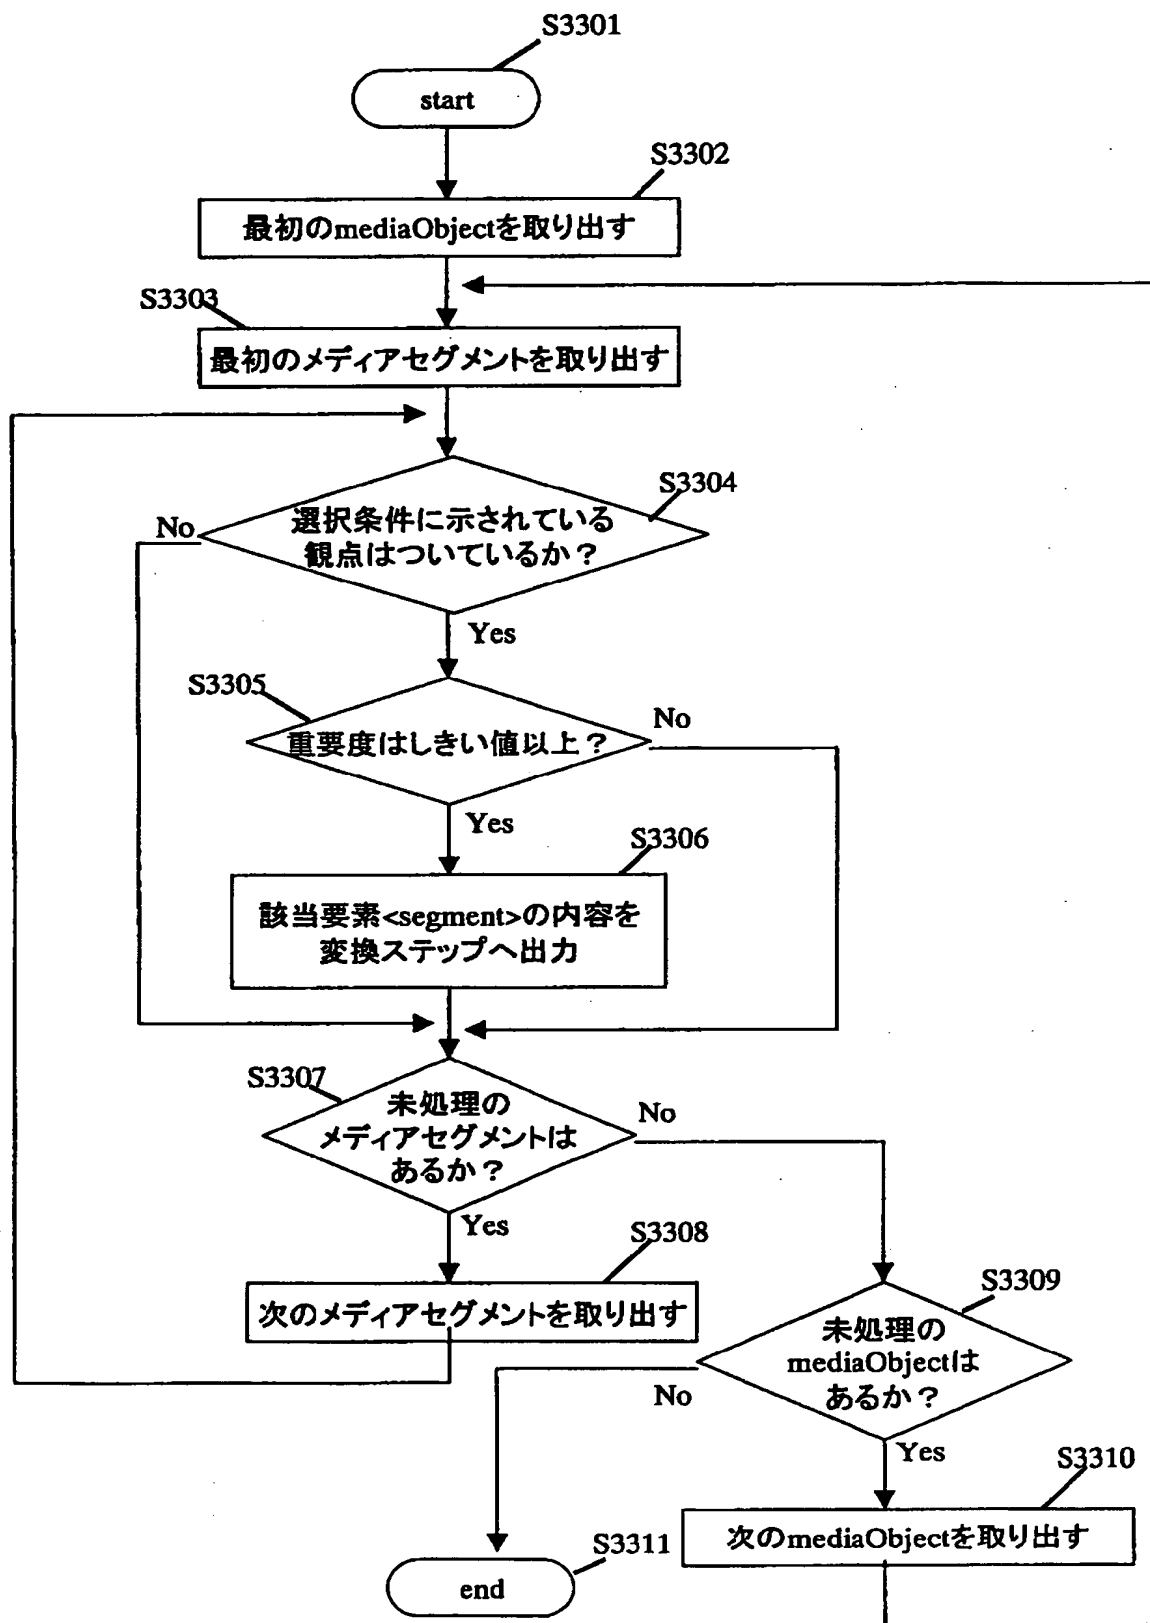 S3301
start
S3302
最初のmediaObjectを取り出す
S3303
最初のメディアセグメントを取り出す
S3304
No
選択条件に示されている
観点はついているか？
Yes
S3305
No
重要度はしきい値以上？
Yes
S3306
該当要素<segment>の内容を
変換ステップへ出力
S3307
未処理の
メディアセグメントは
あるか？
No
Yes
S3308
次のメディアセグメントを取り出す
S3309
未処理の
mediaObjectは
あるか？
No
Yes
S3310
次のmediaObjectを取り出す
S3311
end